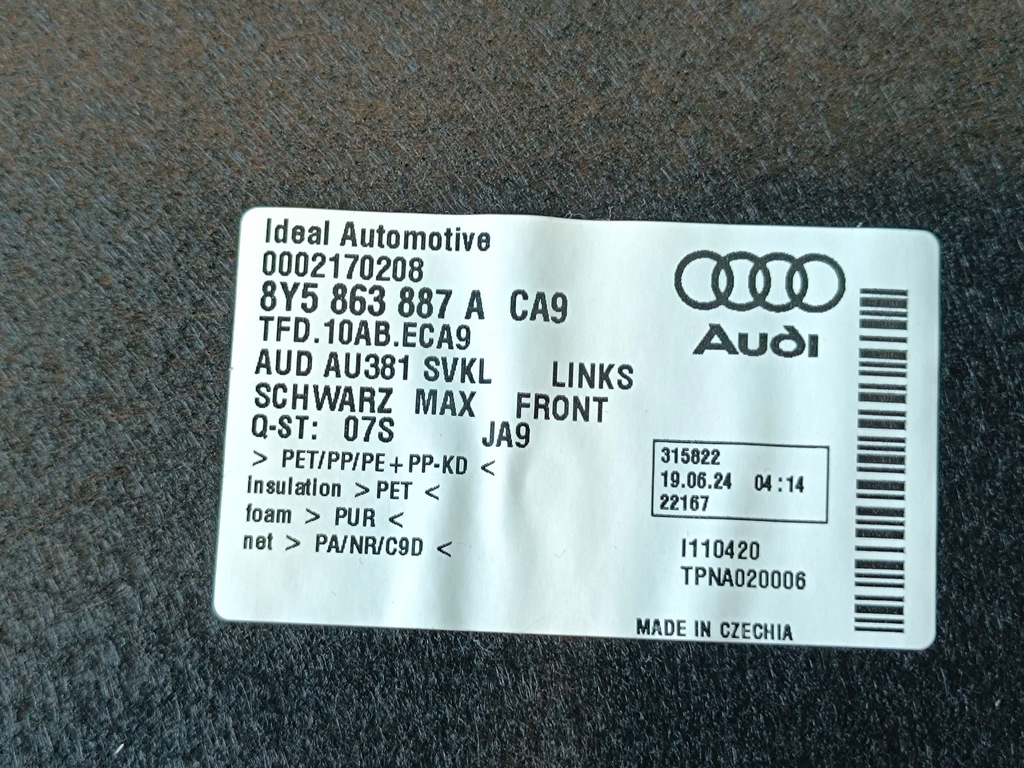 Ideal Automotive
0002170208
8Y5 863 887 A CA9
TFD.10AB.ECA9
AUD AU381 SVKL LINKS
SCHWARZ MAX FRONT
Q-ST: 07S JA9
> PET/PP/PE+PP-KD <
insulation > PET <
foam > PUR <
net > PA/NR/C9D <
Audi
315822
19.06.24 04:14
22167
I110420
TPNA020006
MADE IN CZECHIA